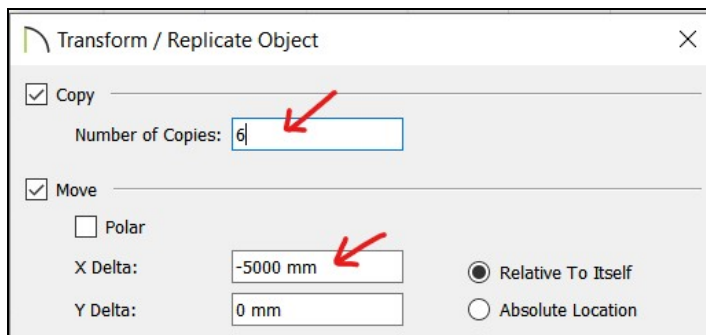 Transform / Replicate Object
Copy
Number of Copies: 6
Move
Polar
X Delta: -5000 mm Relative To Itself
Y Delta: 0 mm Absolute Location